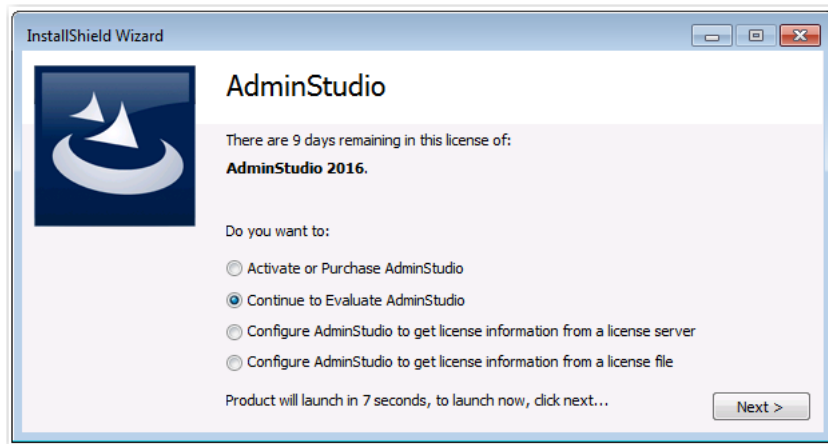 InstallShield Wizard
AdminStudio
There are 9 days remaining in this license of:
AdminStudio 2016.
Do you want to:
Activate or Purchase AdminStudio
Continue to Evaluate AdminStudio
Configure AdminStudio to get license information from a license server
Configure AdminStudio to get license information from a license file
Product will launch in 7 seconds, to launch now, click next...
Next >